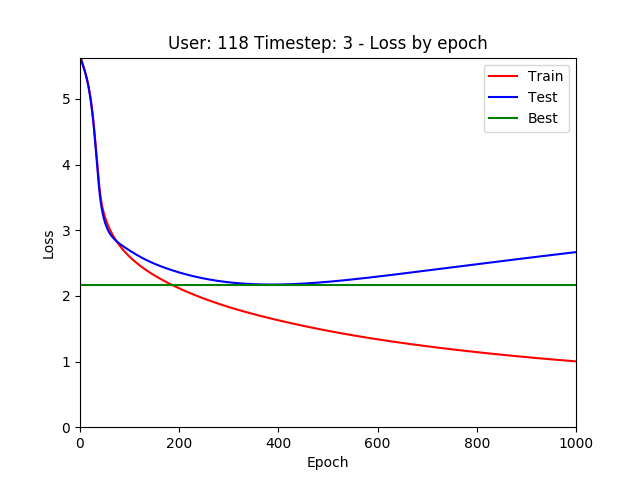 User: 118 Timestep: 3 - Loss by epoch
Train
Test
Best
5
4
3
2
1
0
Loss
0 200 400 600 800 1000
Epoch